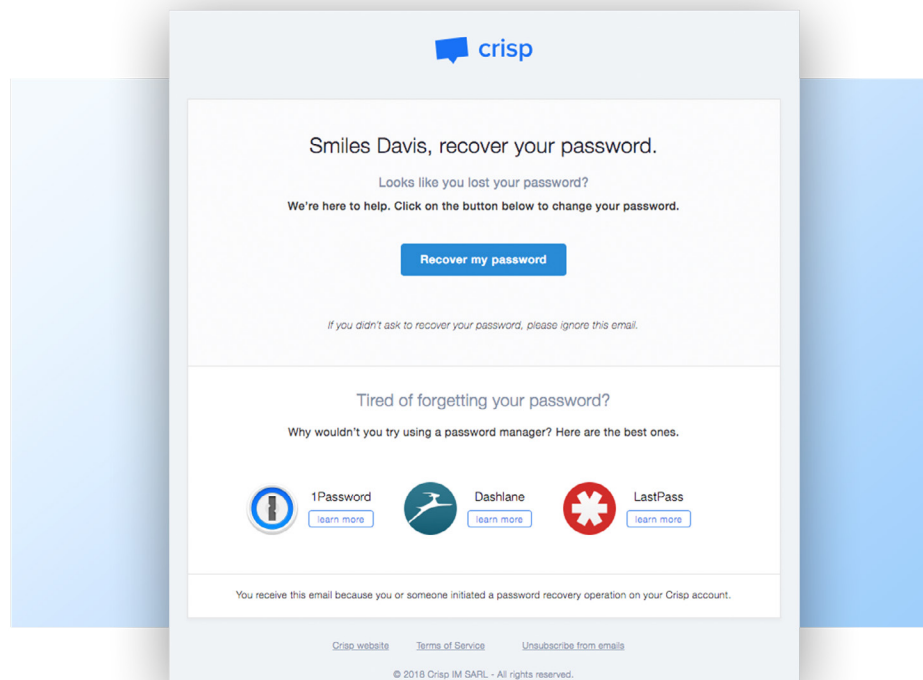 crisp
Smiles Davis, recover your password.
Looks like you lost your password?
We're here to help. Click on the button below to change your password.
Recover my password
If you didn't ask to recover your password, please ignore this email.
Tired of forgetting your password?
Why wouldn't you try using a password manager? Here are the best ones.
1Password
learn more
Dashlane
learn more
LastPass
learn more
You receive this email because you or someone initiated a password recovery operation on your Crisp account.
Crisp website Terms of Service Unsubscribe from emails
© 2018 Crisp IM SARL - All rights reserved.